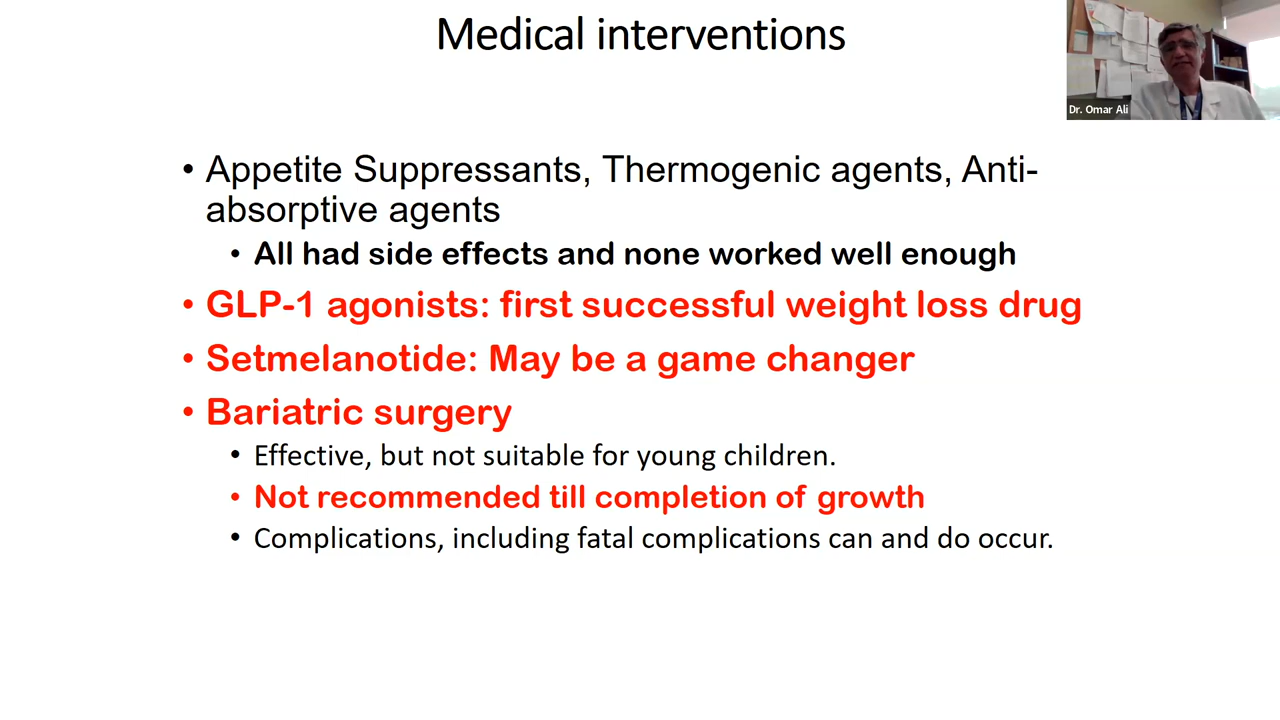 Medical interventions
Dr. Omar Ali
• Appetite Suppressants, Thermogenic agents, Anti-
absorptive agents
• All had side effects and none worked well enough
• GLP-1 agonists: first successful weight loss drug
• Setmelanotide: May be a game changer
• Bariatric surgery
• Effective, but not suitable for young children.
• Not recommended till completion of growth
• Complications, including fatal complications can and do occur.